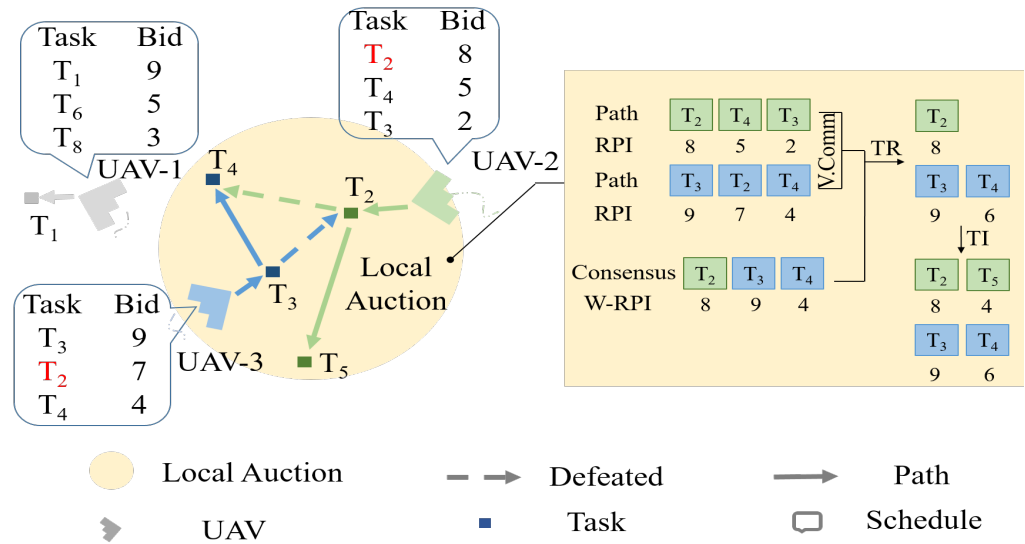 Task Bid
T₁ 9
T₆ 5
T₈ 3
Task Bid
T₂ 8
T₄ 5
T₃ 2
UAV-1
UAV-2
T₁
T₄
T₂
T₃
T₅
Local
Auction
UAV-3
Task Bid
T₃ 9
T₂ 7
T₄ 4
Path T₂ T₄ T₃
RPI 8 5 2
Path T₃ T₂ T₄
RPI 9 7 4
V.Comm
Consensus T₂ T₃ T₄
W-RPI 8 9 4
TR
T₂
8
T₃ T₄
9 6
TI
T₂ T₅
8 4
T₃ T₄
9 6
Local Auction
Defeated
Path
UAV
Task
Schedule